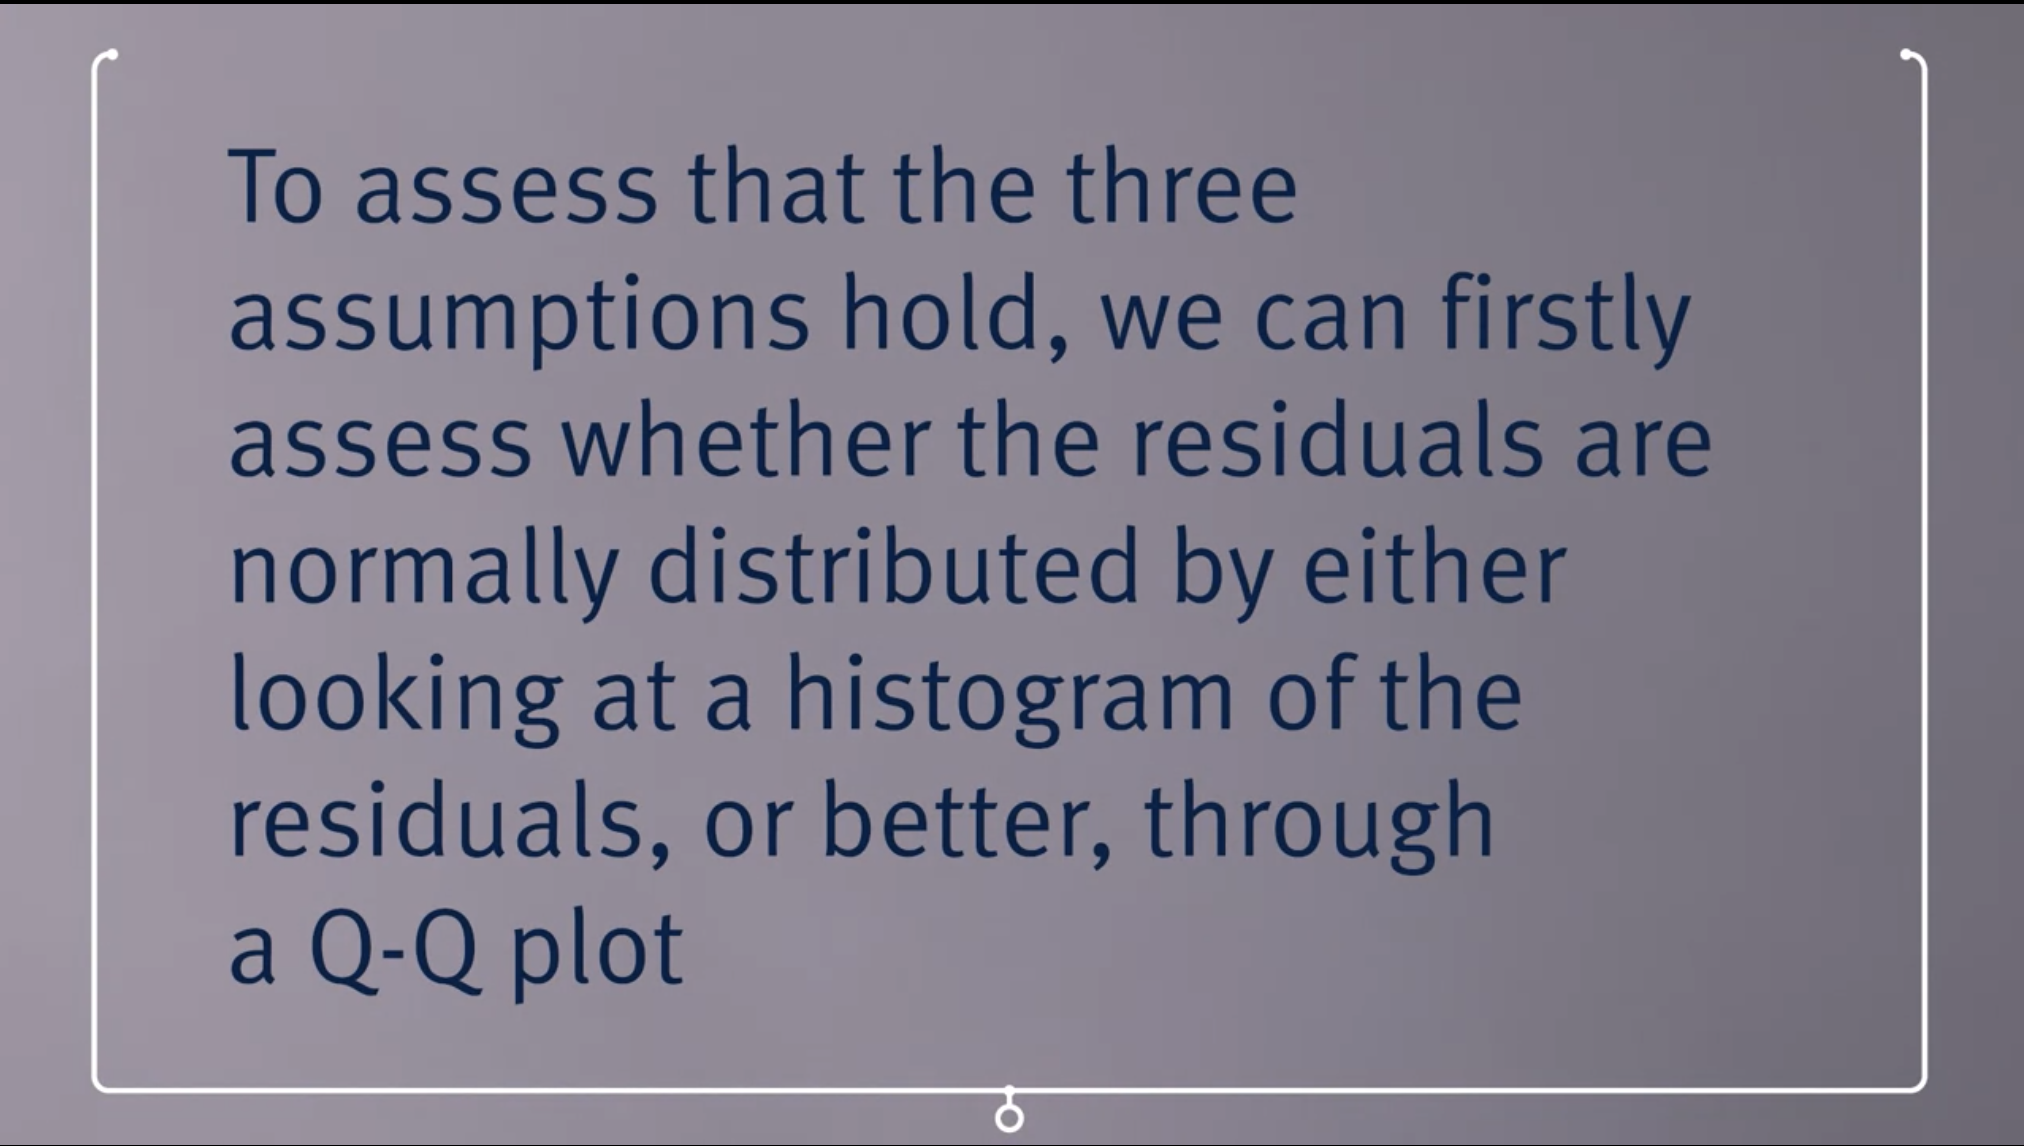 To assess that the three
assumptions hold, we can firstly
assess whether the residuals are
normally distributed by either
looking at a histogram of the
residuals, or better, through
a Q-Q plot